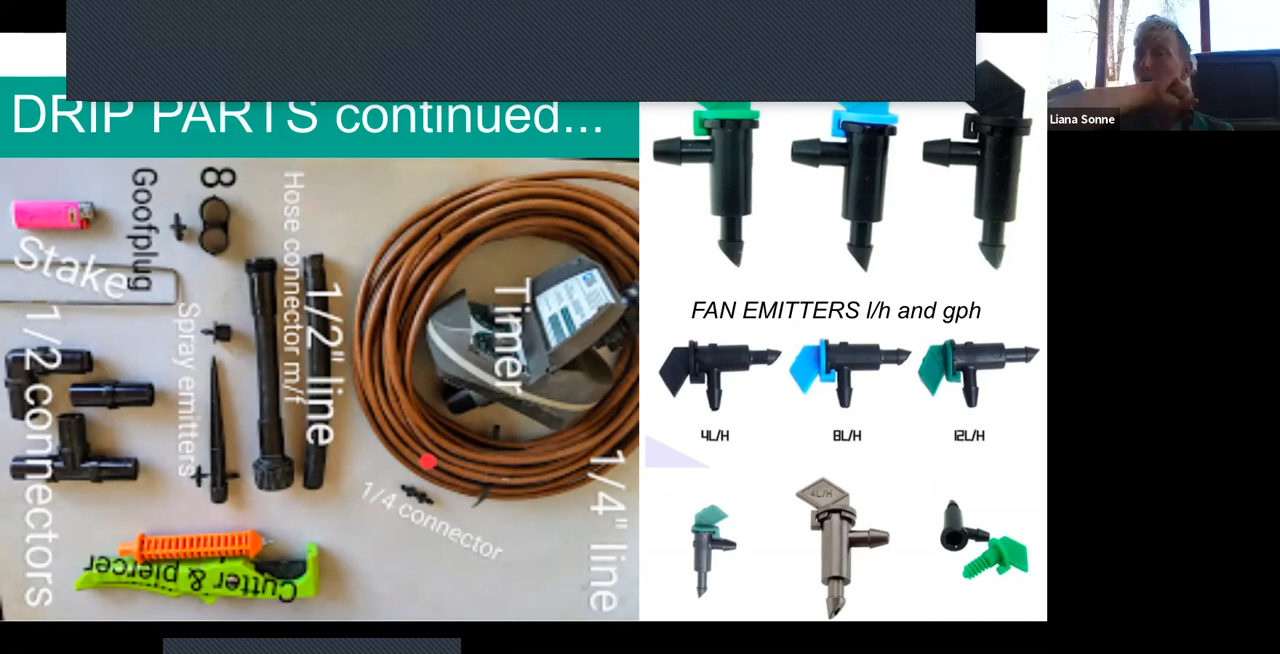 DRIP PARTS continued...
Goofplug
8
Hose connector m/f
Stake
1/2" line
Timer
Spray emitters
1/2 connectors
1/4 connector
1/4" line
Cutter & piercer
FAN EMITTERS l/h and gph
4L/H
8L/H
12L/H
4L/H
Liana Sonne